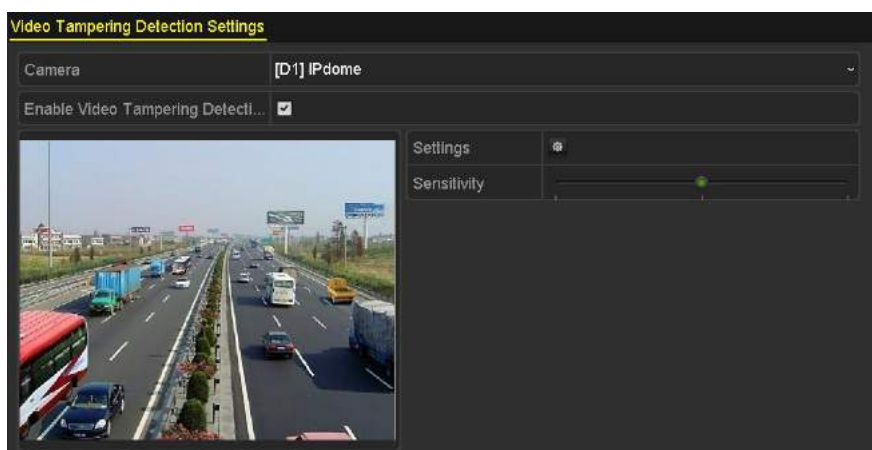 Video Tampering Detection Settings
Camera [D1] IPdome
Enable Video Tampering Detecti...
Settings
Sensitivity